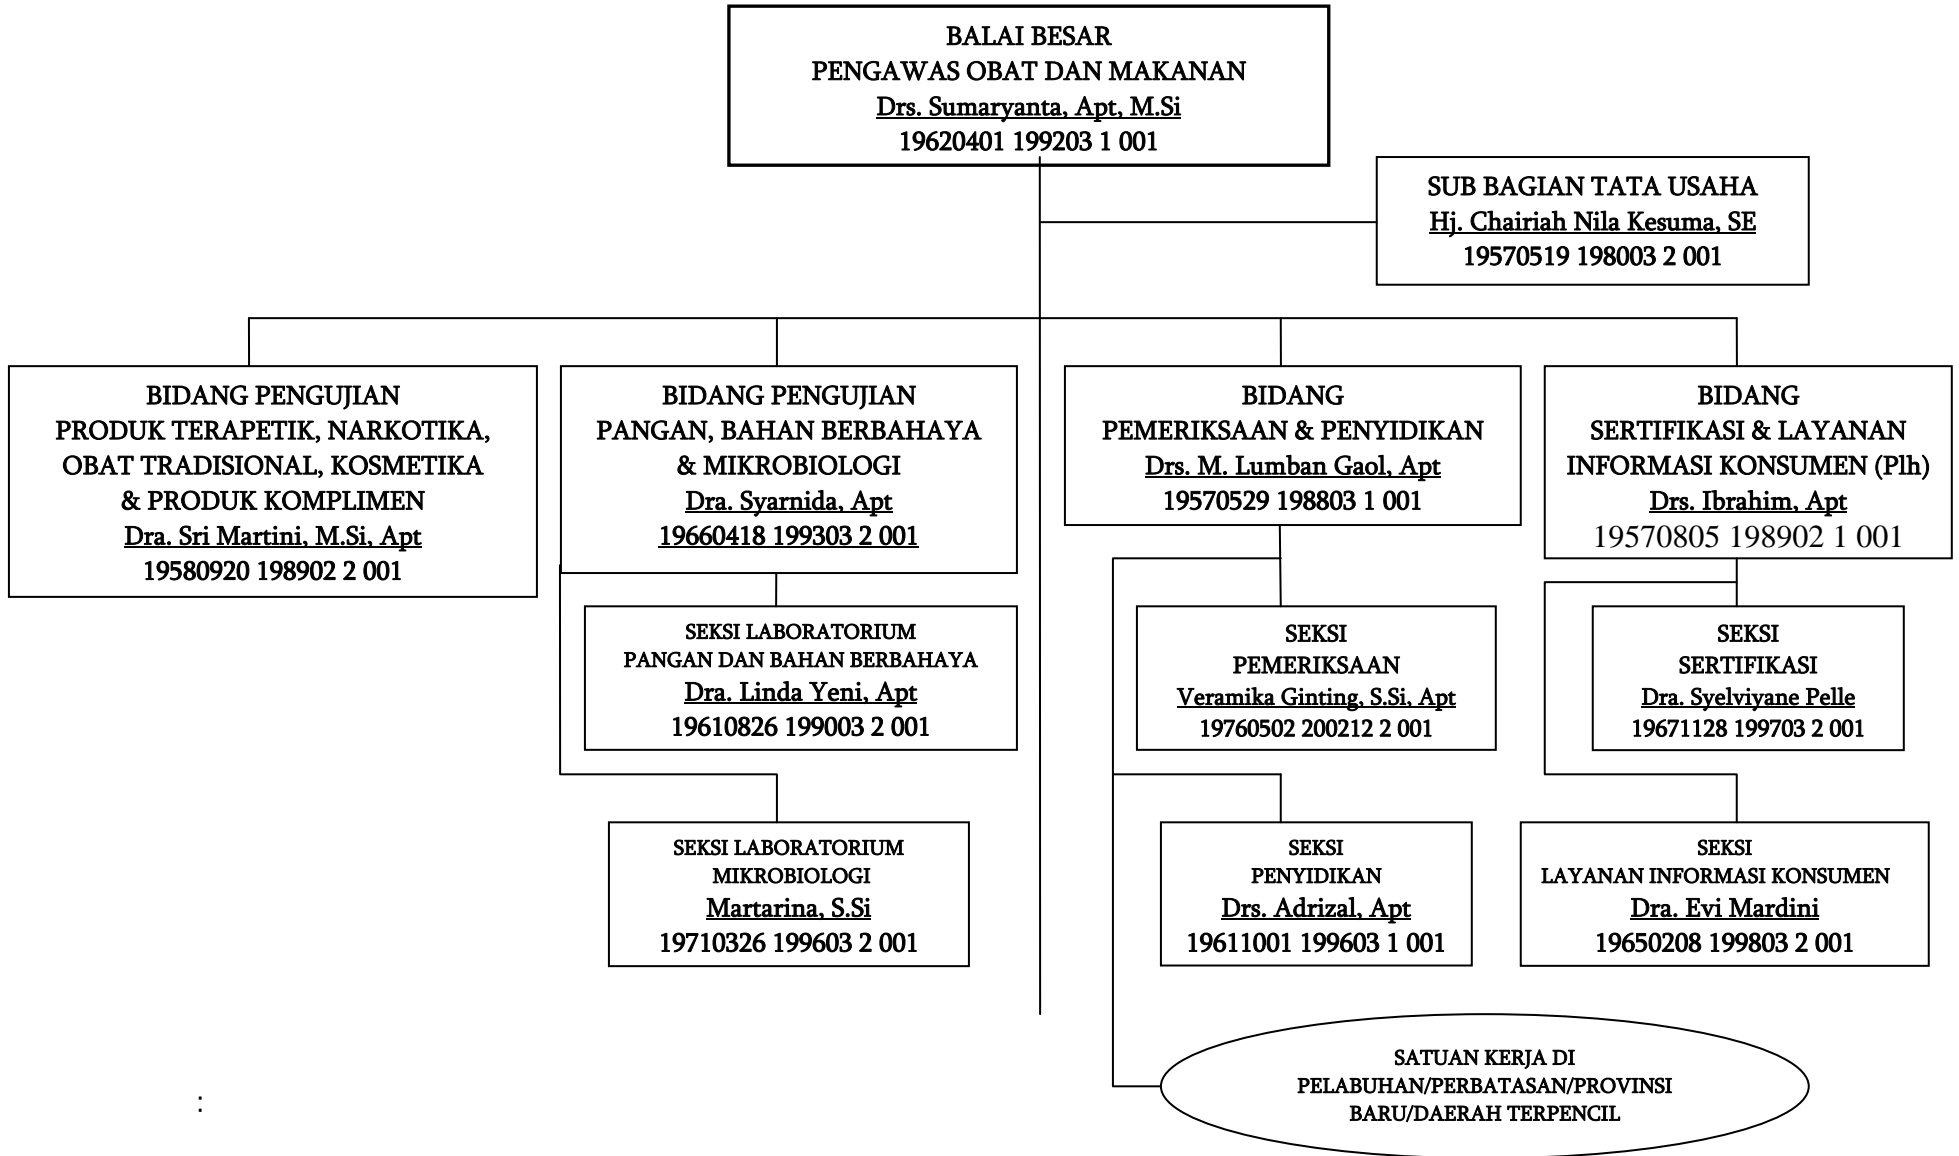 BALAI BESAR
PENGAWAS OBAT DAN MAKANAN
Drs. Sumaryanta, Apt, M.Si
19620401 199203 1 001
SUB BAGIAN TATA USAHA
Hj. Chairiah Nila Kesuma, SE
19570519 198003 2 001
BIDANG PENGUJIAN
PRODUK TERAPETIK, NARKOTIKA,
OBAT TRADISIONAL, KOSMETIKA
& PRODUK KOMPLIMEN
Dra. Sri Martini, M.Si, Apt
19580920 198902 2 001
BIDANG PENGUJIAN
PANGAN, BAHAN BERBAHAYA
& MIKROBIOLOGI
Dra. Syarnida, Apt
19660418 199303 2 001
BIDANG
PEMERIKSAAN & PENYIDIKAN
Drs. M. Lumban Gaol, Apt
19570529 198803 1 001
BIDANG
SERTIFIKASI & LAYANAN
INFORMASI KONSUMEN (Plh)
Drs. Ibrahim, Apt
19570805 198902 1 001
SEKSI LABORATORIUM
PANGAN DAN BAHAN BERBAHAYA
Dra. Linda Yeni, Apt
19610826 199003 2 001
SEKSI
PEMERIKSAAN
Veramika Ginting, S.Si, Apt
19760502 200212 2 001
SEKSI
SERTIFIKASI
Dra. Syelviyane Pelle
19671128 199703 2 001
SEKSI LABORATORIUM
MIKROBIOLOGI
Martarina, S.Si
19710326 199603 2 001
SEKSI
PENYIDIKAN
Drs. Adrizal, Apt
19611001 199603 1 001
SEKSI
LAYANAN INFORMASI KONSUMEN
Dra. Evi Mardini
19650208 199803 2 001
SATUAN KERJA DI
PELABUHAN/PERBATASAN/PROVINSI
BARU/DAERAH TERPENCIL
: